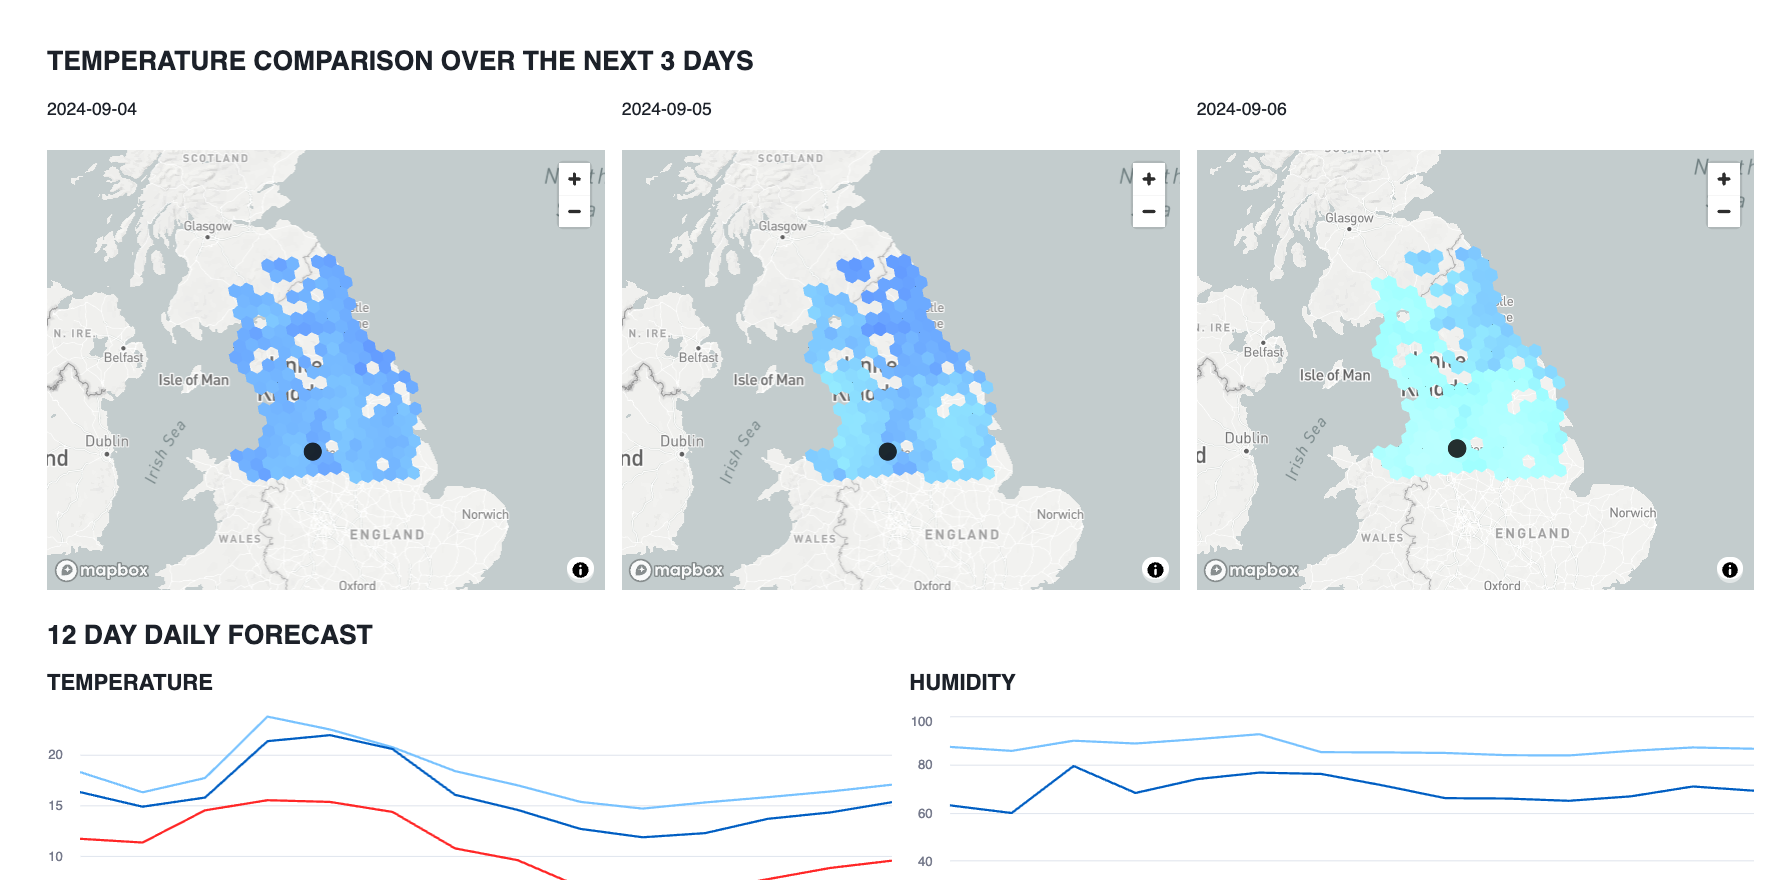 TEMPERATURE COMPARISON OVER THE NEXT 3 DAYS
2024-09-04
2024-09-05
2024-09-06
SCOTLAND
Glasgow
N. IRE.
Belfast
Isle of Man
Dublin
Irish Sea
Norwich
WALES
ENGLAND
Oxford
mapbox
+
−
SCOTLAND
Glasgow
N. IRE.
Belfast
Isle of Man
Dublin
Irish Sea
Norwich
WALES
ENGLAND
Oxford
mapbox
+
−
Glasgow
N. IRE.
Belfast
Isle of Man
Dublin
Irish Sea
Norwich
WALES
ENGLAND
Oxford
mapbox
+
−
12 DAY DAILY FORECAST
TEMPERATURE
20
15
10
HUMIDITY
100
80
60
40